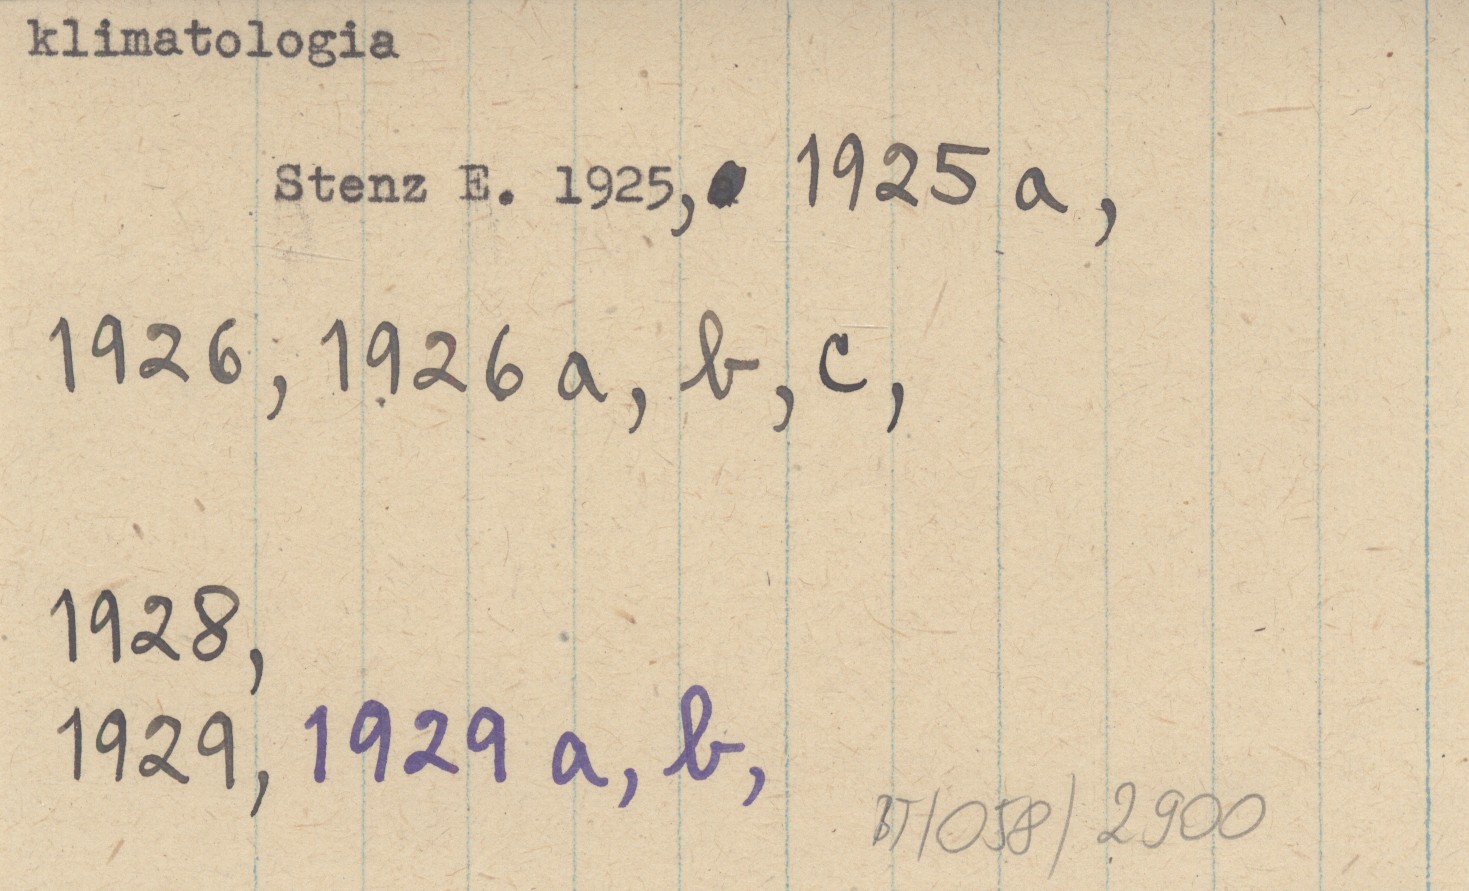 klimatologia
Stenz E. 1925, 1925 a,
1926, 1926 a, b, c,
1928,
1929, 1929 a, b,
BT/058/2900